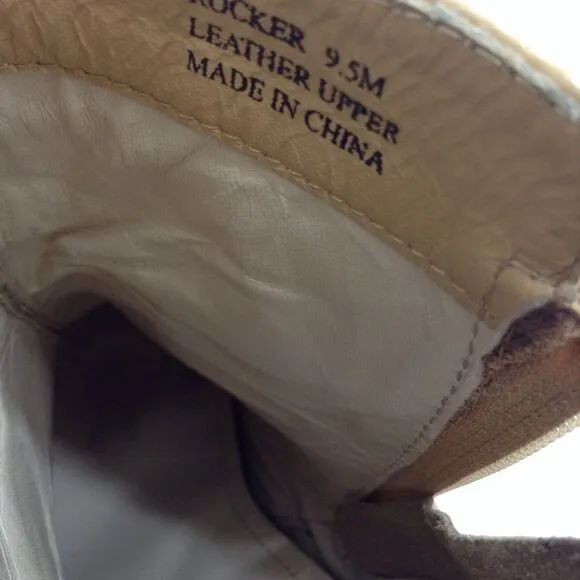 ROCKER 9.5M
LEATHER UPPER
MADE IN CHINA